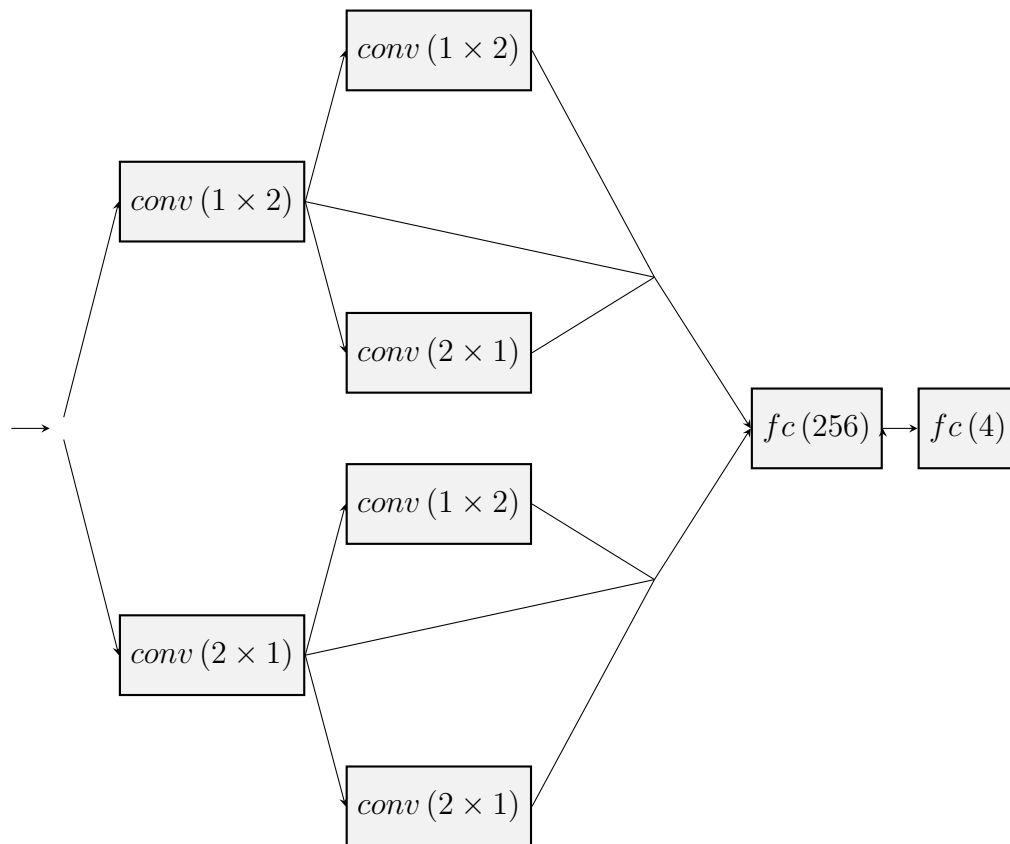 conv (1 × 2)
conv (1 × 2)
conv (2 × 1)
fc (256)
fc (4)
conv (1 × 2)
conv (2 × 1)
conv (2 × 1)